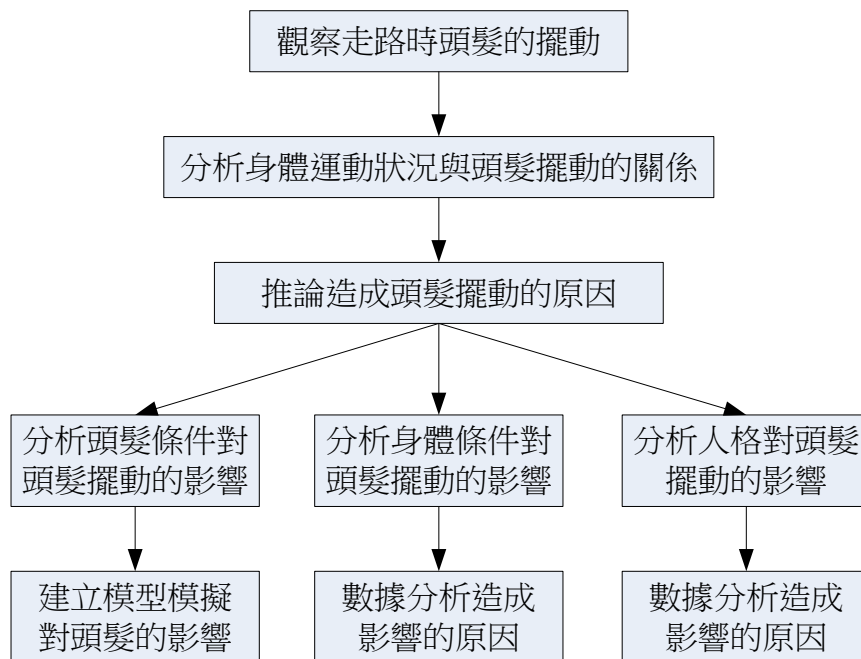 觀察走路時頭髮的擺動
分析身體運動狀況與頭髮擺動的關係
推論造成頭髮擺動的原因
分析頭髮條件對
頭髮擺動的影響
分析身體條件對
頭髮擺動的影響
分析人格對頭髮
擺動的影響
建立模型模擬
對頭髮的影響
數據分析造成
影響的原因
數據分析造成
影響的原因